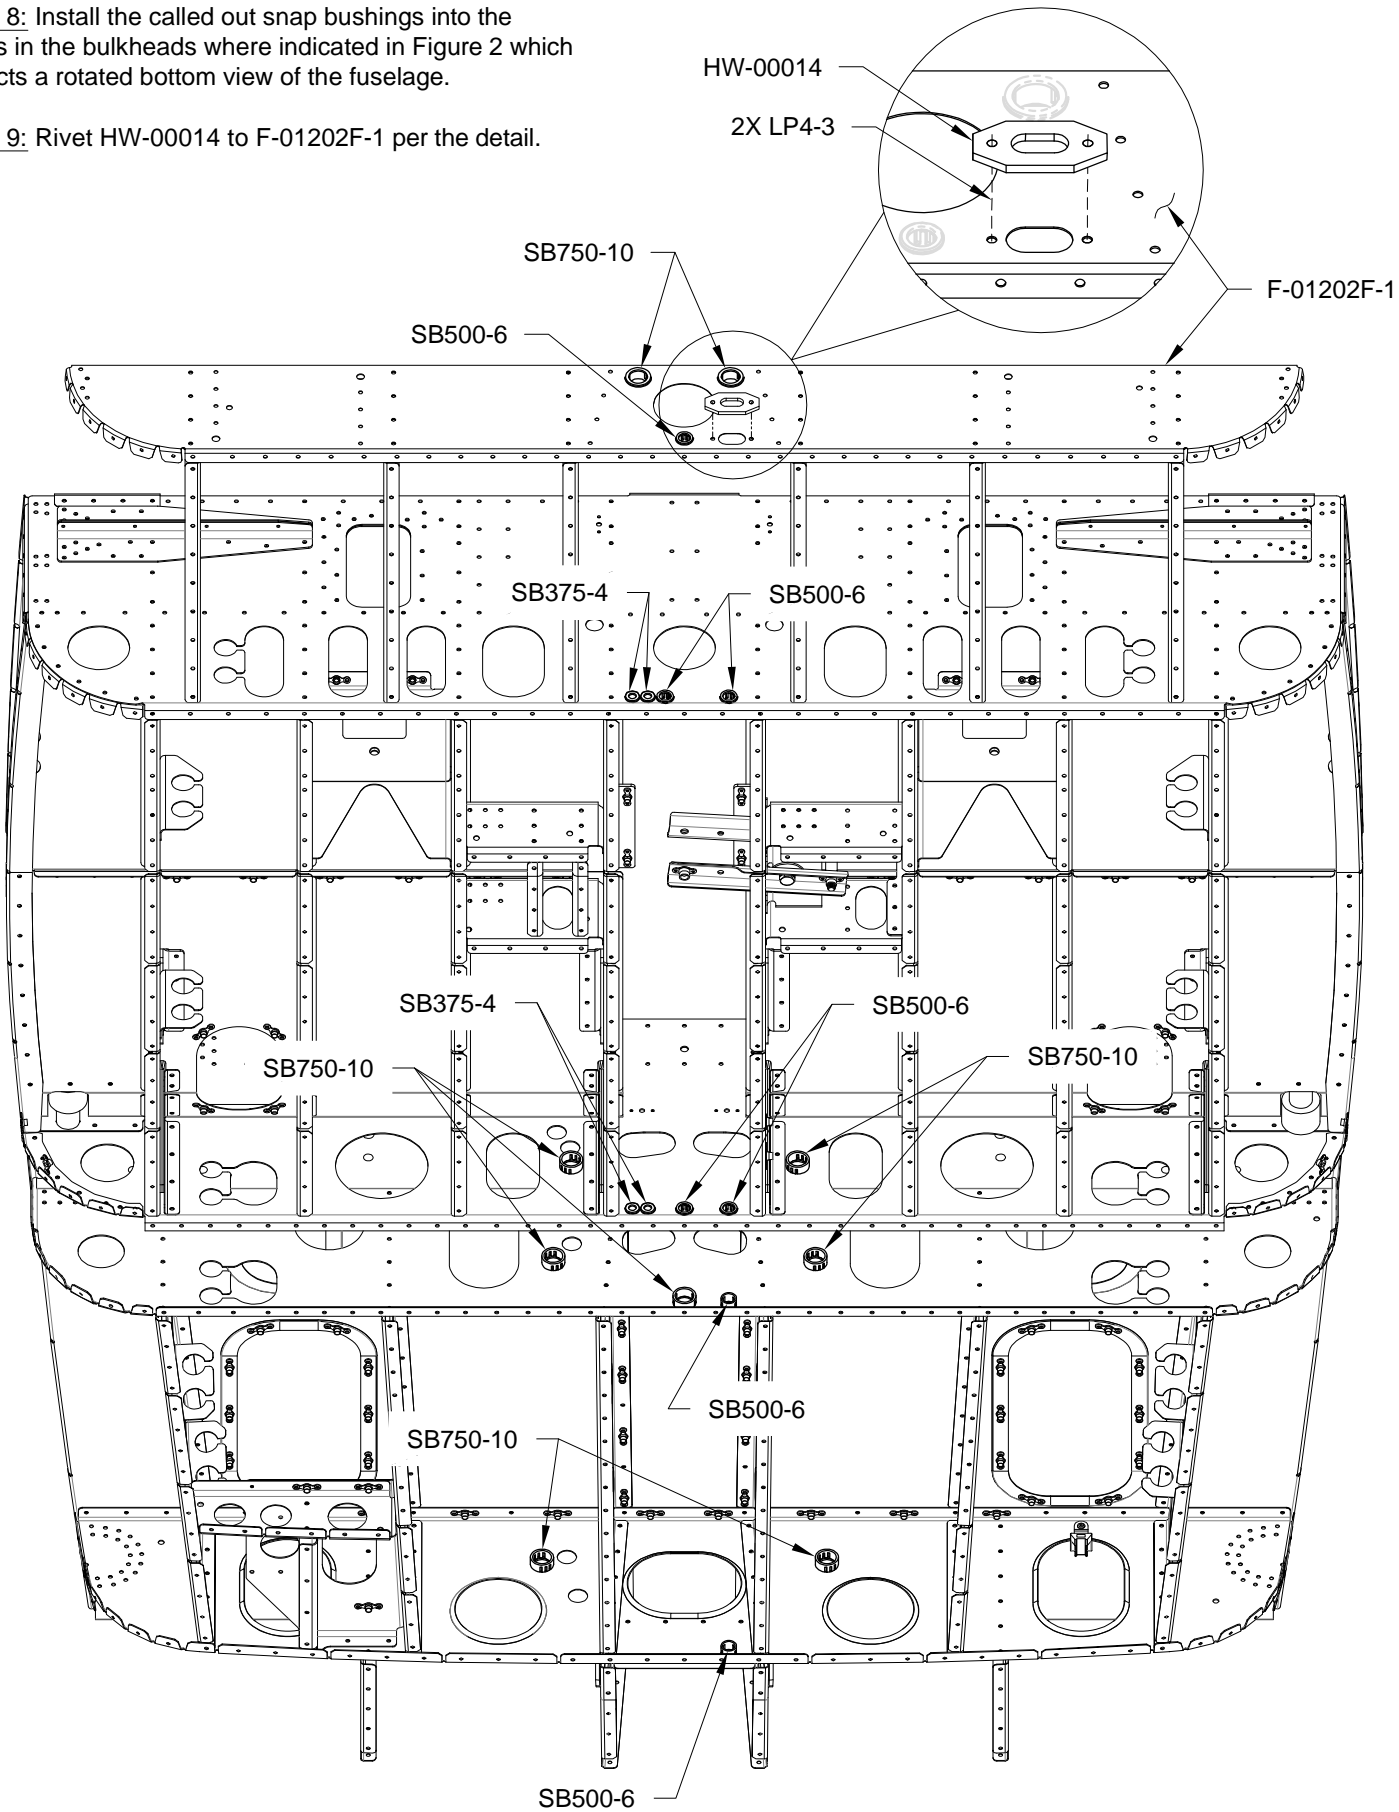 8: Install the called out snap bushings into the
s in the bulkheads where indicated in Figure 2 which
cts a rotated bottom view of the fuselage.
9: Rivet HW-00014 to F-01202F-1 per the detail.
HW-00014
2X LP4-3
SB750-10
F-01202F-1
SB500-6
SB375-4
SB500-6
SB375-4
SB500-6
SB750-10
SB750-10
SB500-6
SB750-10
SB500-6